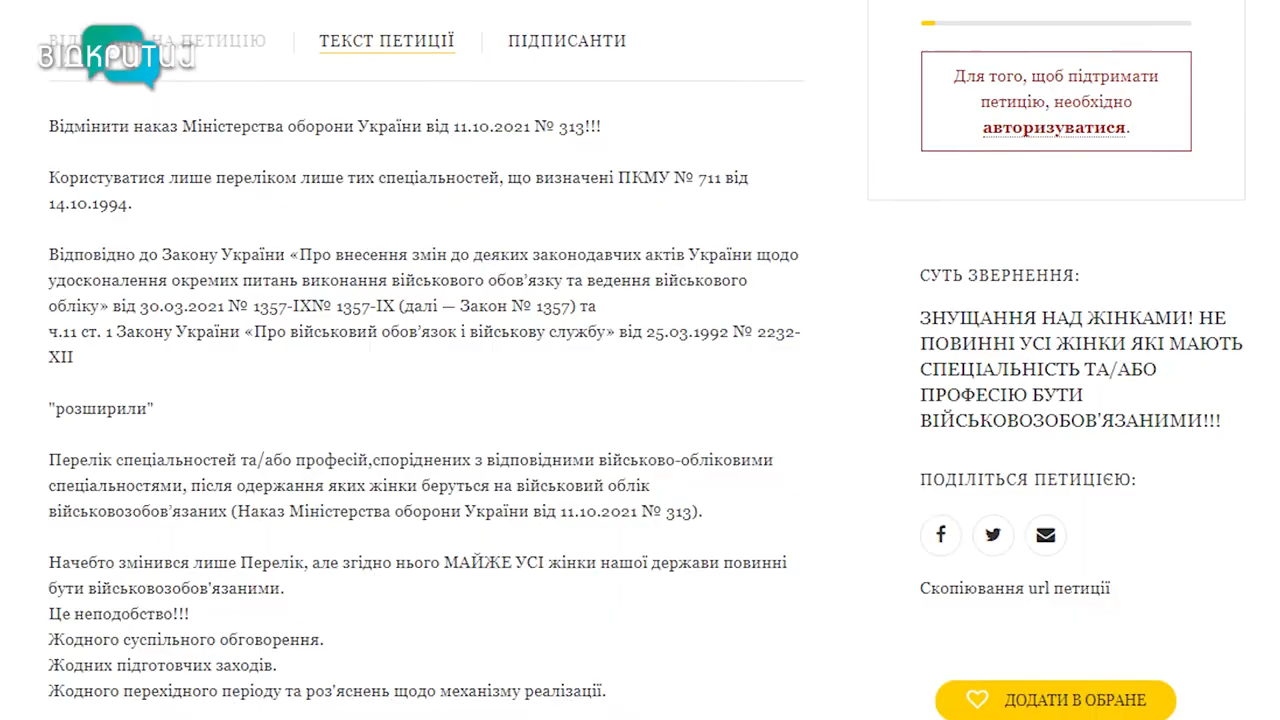 ВІДКРИТИЙ
НА ПЕТИЦІЮ
ТЕКСТ ПЕТИЦІЇ
ПІДПИСАНТИ
Відмінити наказ Міністерства оборони України від 11.10.2021 № 313!!!
Користуватися лише переліком лише тих спеціальностей, що визначені ПКМУ № 711 від
14.10.1994.
Відповідно до Закону України «Про внесення змін до деяких законодавчих актів України щодо
удосконалення окремих питань виконання військового обов’язку та ведення військового
обліку» від 30.03.2021 № 1357-IX№ 1357-IX (далі — Закон № 1357) та
ч.11 ст. 1 Закону України «Про військовий обов’язок і військову службу» від 25.03.1992 № 2232-
XII
"розширили"
Перелік спеціальностей та/або професій,споріднених з відповідними військово-обліковими
спеціальностями, після одержання яких жінки беруться на військовий облік
військовозобов’язаних (Наказ Міністерства оборони України від 11.10.2021 № 313).
Начебто змінився лише Перелік, але згідно нього МАЙЖЕ УСІ жінки нашої держави повинні
бути військовозобов'язаними.
Це неподобство!!!
Жодного суспільного обговорення.
Жодних підготовчих заходів.
Жодного перехідного періоду та роз'яснень щодо механізму реалізації.
Для того, щоб підтримати
петицію, необхідно
авторизуватися.
СУТЬ ЗВЕРНЕННЯ:
ЗНУЩАННЯ НАД ЖІНКАМИ! НЕ
ПОВИННІ УСІ ЖІНКИ ЯКІ МАЮТЬ
СПЕЦІАЛЬНІСТЬ ТА/АБО
ПРОФЕСІЮ БУТИ
ВІЙСЬКОВОЗОБОВ'ЯЗАНИМИ!!!
ПОДІЛІТЬСЯ ПЕТИЦІЄЮ:
Скопіювання url петиції
ДОДАТИ В ОБРАНЕ